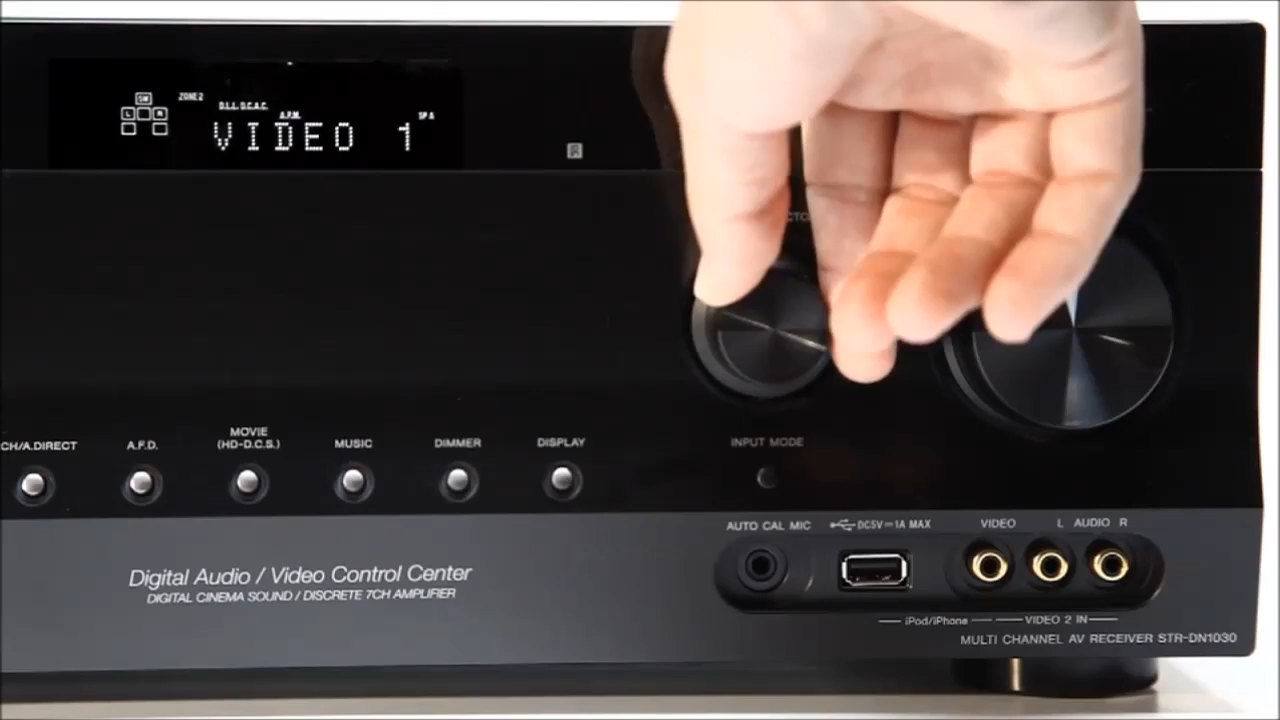 SW
L R
ZONE2
D.L.L. D.C.A.C.
A.P.M.
SP A
VIDEO 1
CH/A.DIRECT
A.F.D.
MOVIE
(HD-D.C.S.)
MUSIC
DIMMER
DISPLAY
INPUT MODE
AUTO CAL MIC
DC5V 1A MAX
VIDEO
L AUDIO R
Digital Audio / Video Control Center
DIGITAL CINEMA SOUND / DISCRETE 7CH AMPLIFIER
iPod/iPhone
VIDEO 2 IN
MULTI CHANNEL AV RECEIVER STR-DN1030